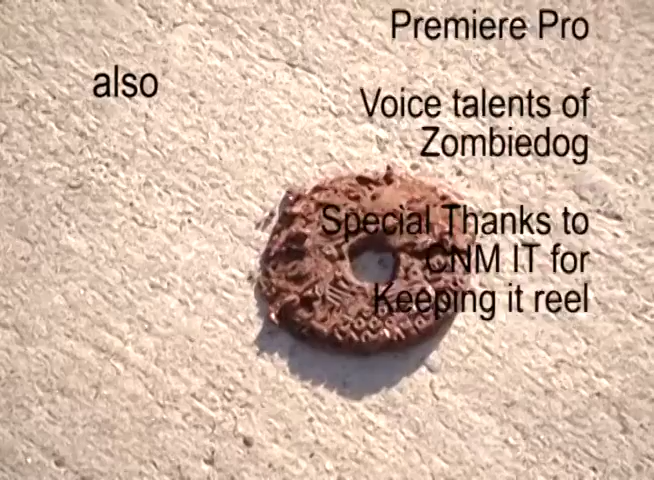 Premiere Pro
also
Voice talents of
Zombiedog
Special Thanks to
CNM IT for
Keeping it reel